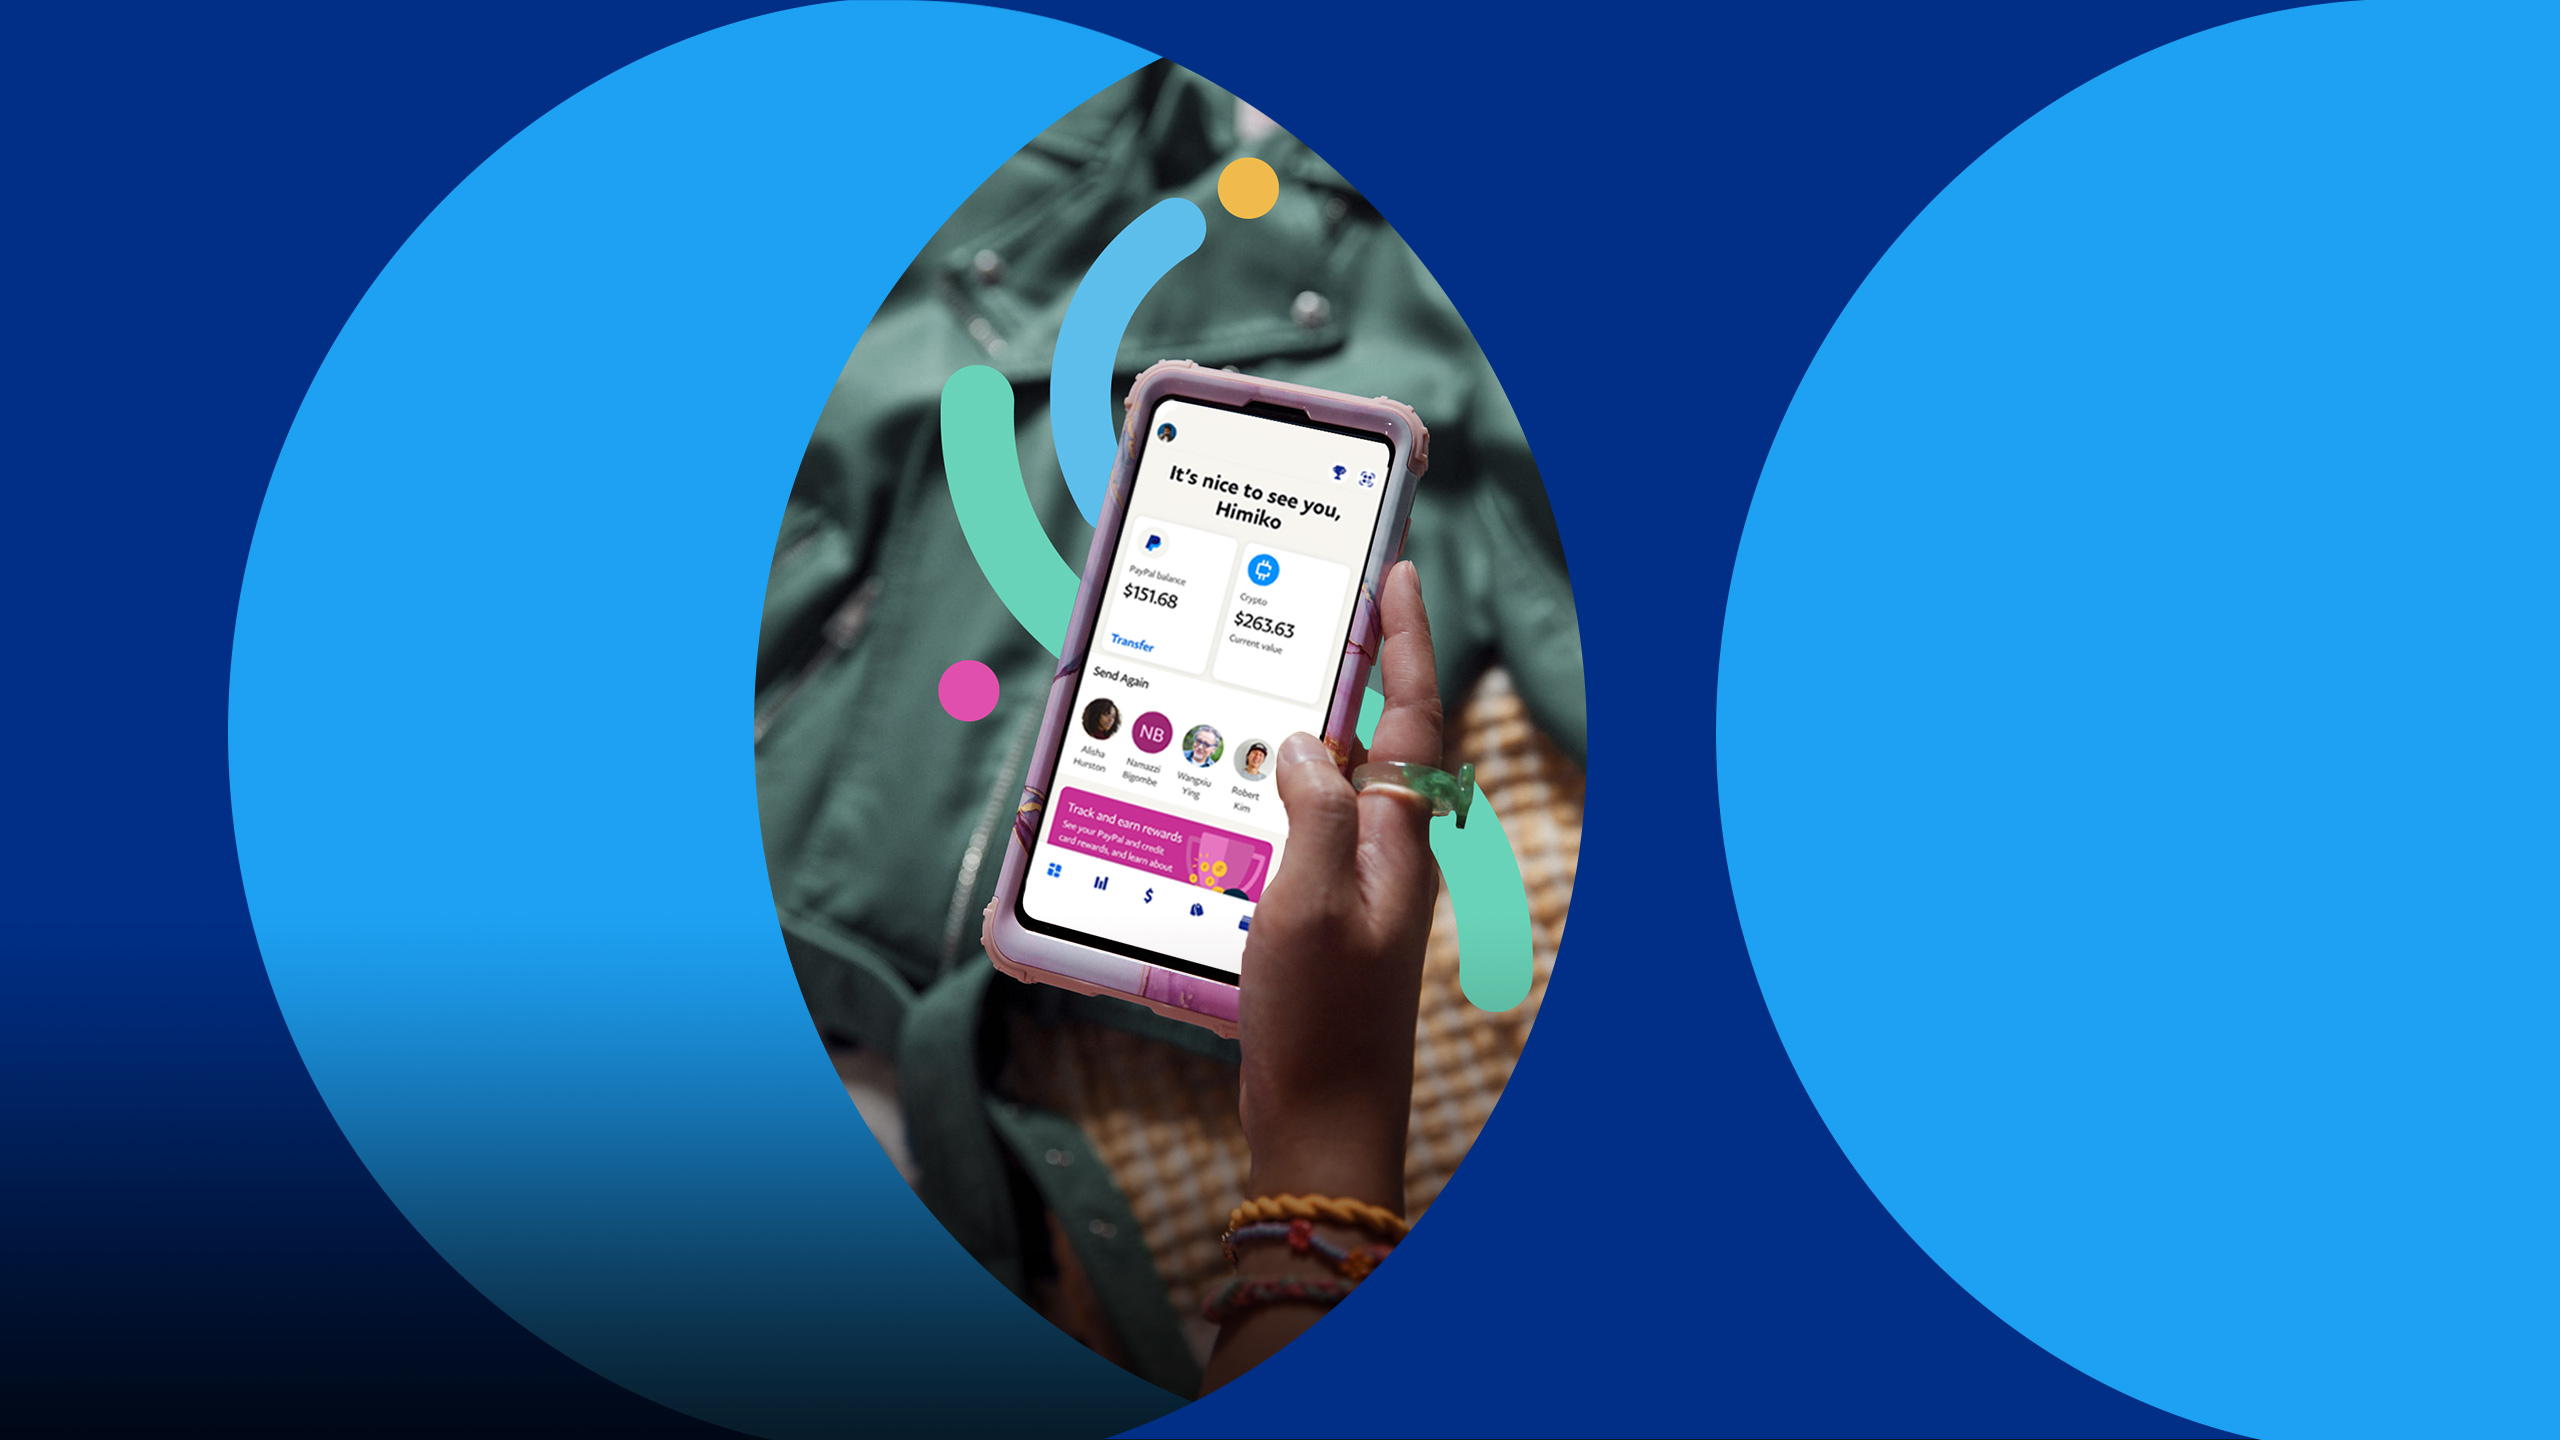 It's nice to see you,
Himiko
PayPal balance
$151.68
Transfer
Crypto
$263.63
Current value
Send Again
Alisha
Hurston
NB
Namazzi
Bigombe
Wangxiu
Ying
Robert
Kim
Track and earn rewards
See your PayPal and credit
card rewards, and learn about
$